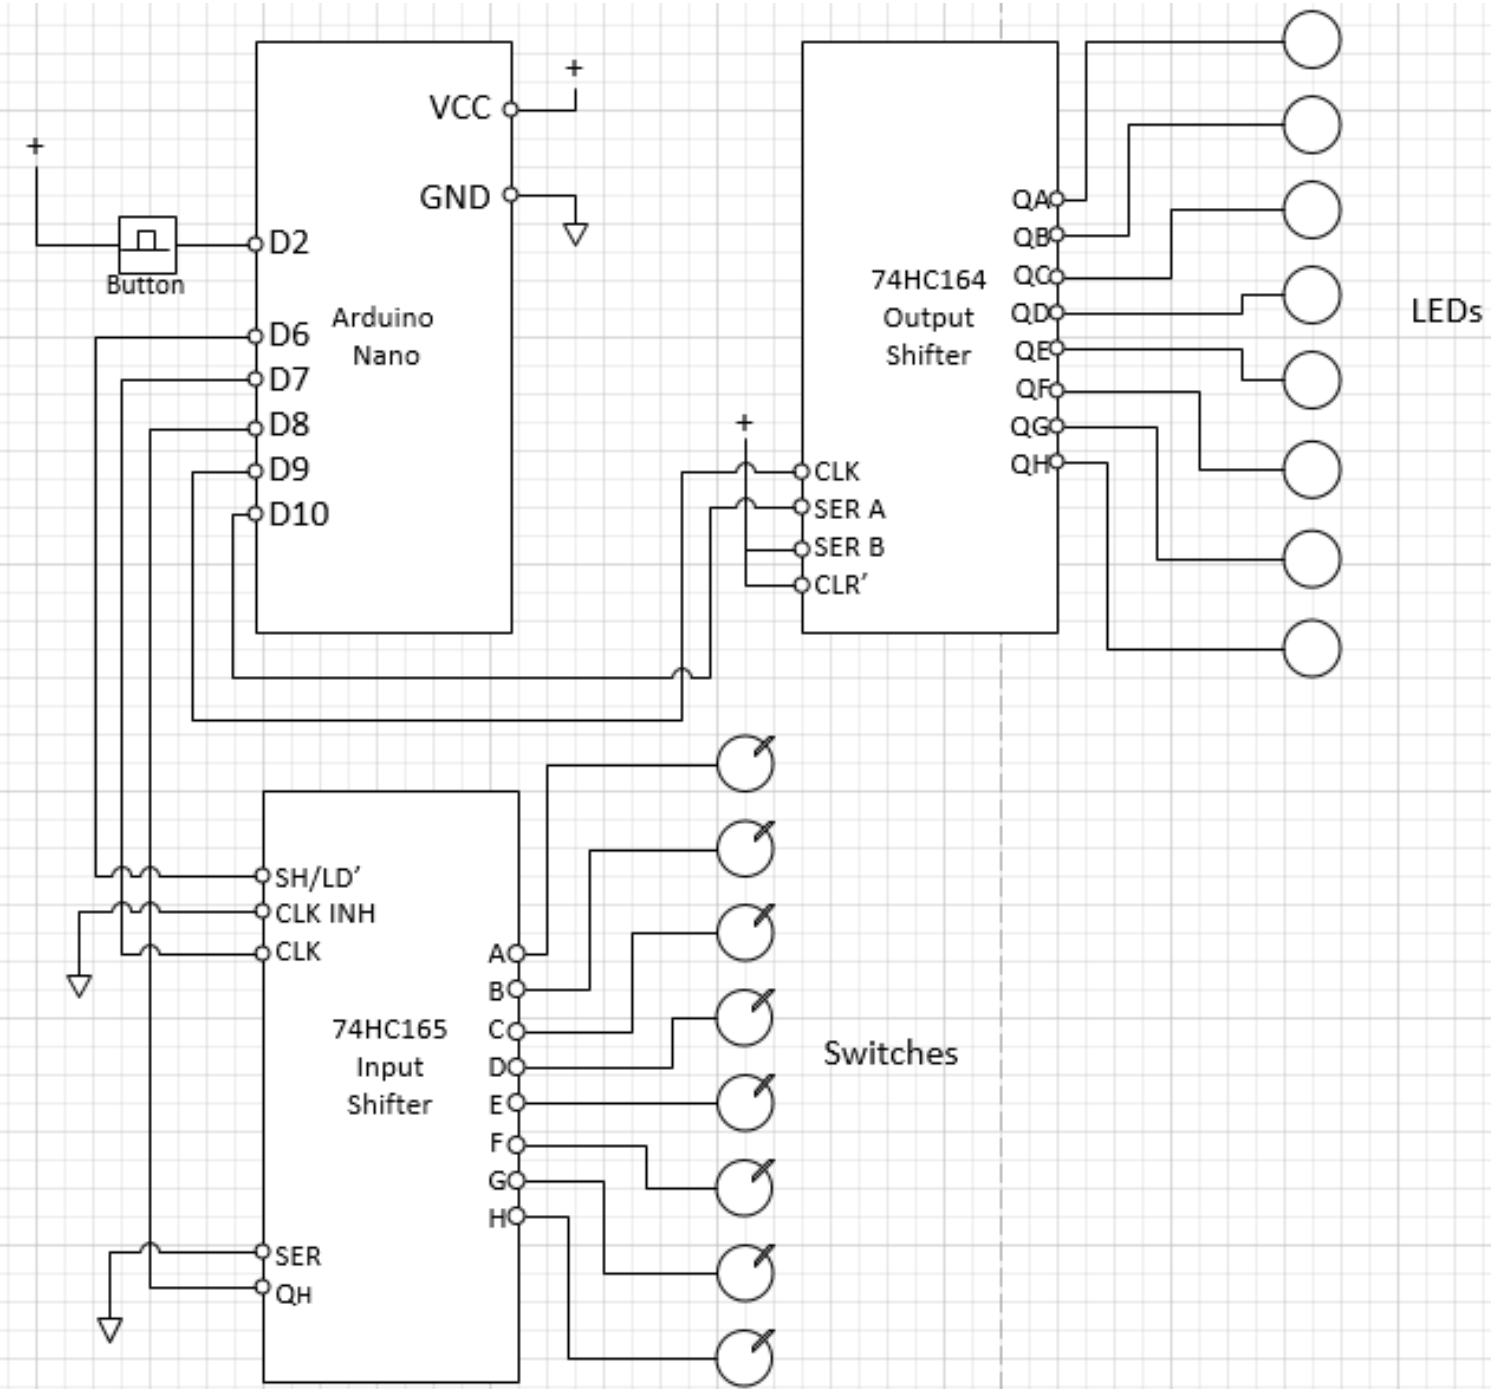 +
VCC
GND
+
Button
D2
D6
D7
D8
D9
D10
Arduino
Nano
QA
QB
QC
QD
QE
QF
QG
QH
74HC164
Output
Shifter
LEDs
+
CLK
SER A
SER B
CLR′
SH/LD′
CLK INH
CLK
A
B
C
D
E
F
G
H
74HC165
Input
Shifter
Switches
SER
QH